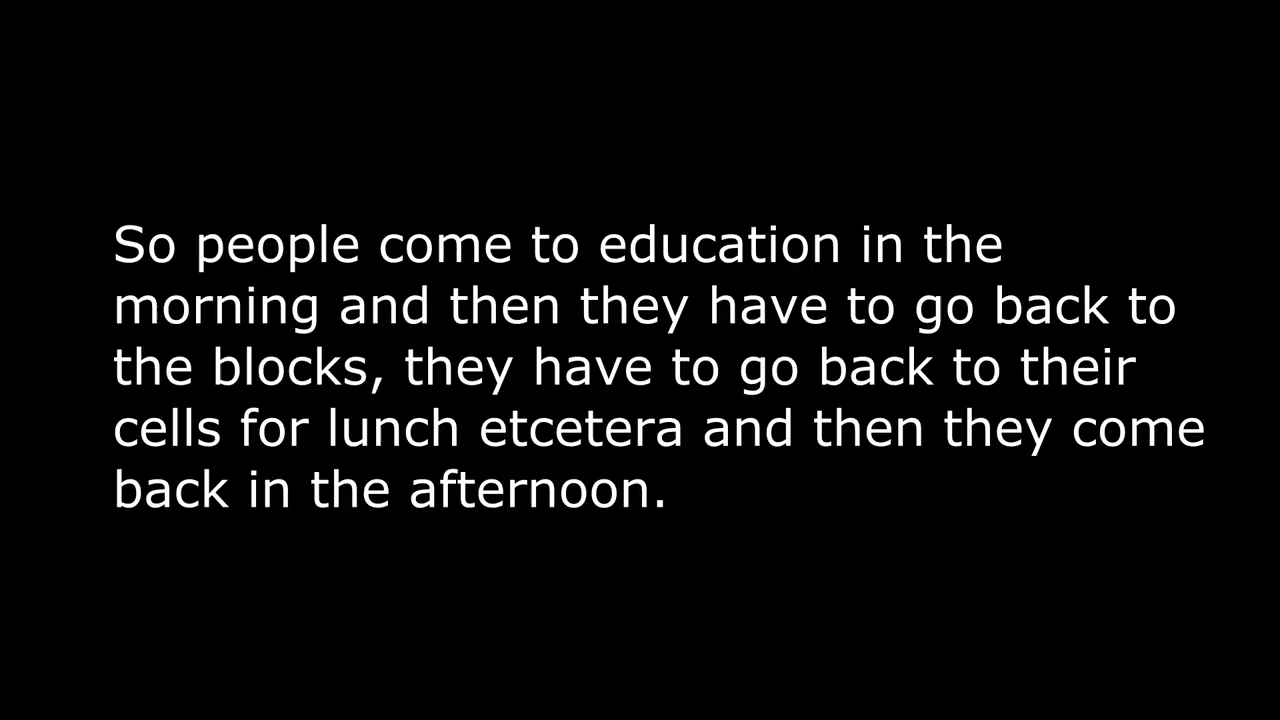 So people come to education in the
morning and then they have to go back to
the blocks, they have to go back to their
cells for lunch etcetera and then they come
back in the afternoon.